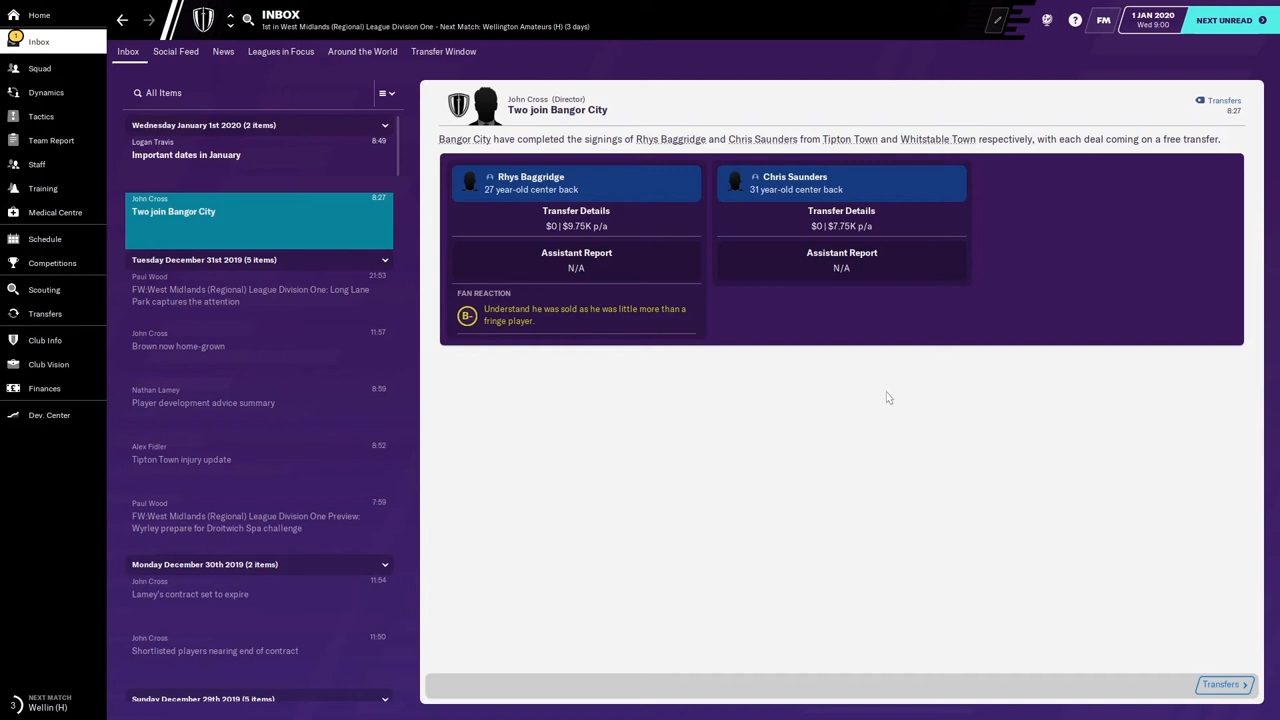 Home
INBOX
1st in West Midlands (Regional) League Division One - Next Match: Wellington Amateurs (H) (3 days)
FM
1 JAN 2020
Wed 9:00
NEXT UNREAD
1
Inbox
Squad
Dynamics
Tactics
Team Report
Staff
Training
Medical Centre
Schedule
Competitions
Scouting
Transfers
Club Info
Club Vision
Finances
Dev. Center
3
NEXT MATCH
Wellin (H)
Inbox
Social Feed
News
Leagues in Focus
Around the World
Transfer Window
All Items
Wednesday January 1st 2020 (2 items)
Logan Travis
8:49
Important dates in January
John Cross
8:27
Two join Bangor City
Tuesday December 31st 2019 (5 items)
Paul Wood
21:53
FW:West Midlands (Regional) League Division One: Long Lane
Park captures the attention
John Cross
11:57
Brown now home-grown
Nathan Lamey
8:59
Player development advice summary
Alex Fidler
8:52
Tipton Town injury update
Paul Wood
7:59
FW:West Midlands (Regional) League Division One Preview:
Wyrley prepare for Droitwich Spa challenge
Monday December 30th 2019 (2 items)
John Cross
11:54
Lamey's contract set to expire
John Cross
11:50
Shortlisted players nearing end of contract
Sunday December 29th 2019 (5 items)
John Cross (Director)
Two join Bangor City
Transfers
8:27
Bangor City have completed the signings of Rhys Baggridge and Chris Saunders from Tipton Town and Whitstable Town respectively, with each deal coming on a free transfer.
Rhys Baggridge
27 year-old center back
Transfer Details
$0 | $9.75K p/a
Assistant Report
N/A
FAN REACTION
B-
Understand he was sold as he was little more than a
fringe player.
Chris Saunders
31 year-old center back
Transfer Details
$0 | $7.75K p/a
Assistant Report
N/A
Transfers